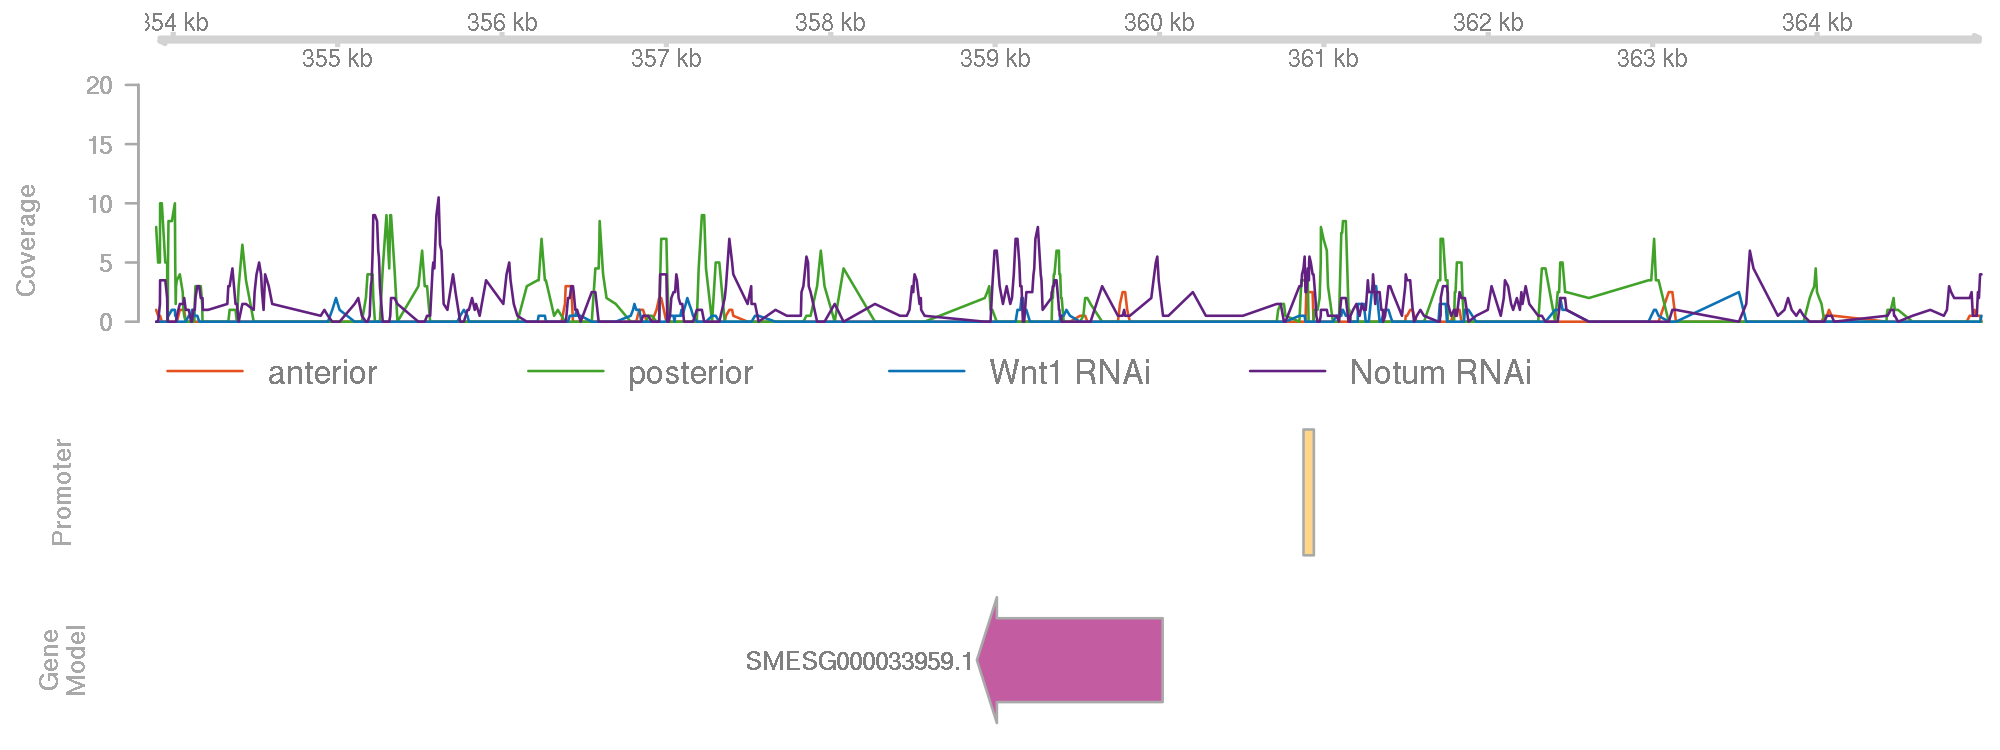 354 kb 356 kb 358 kb 360 kb 362 kb 364 kb
355 kb 357 kb 359 kb 361 kb 363 kb
20
15
10
5
0
Coverage
anterior posterior Wnt1 RNAi Notum RNAi
Promoter
Gene
Model
SMESG000033959.1